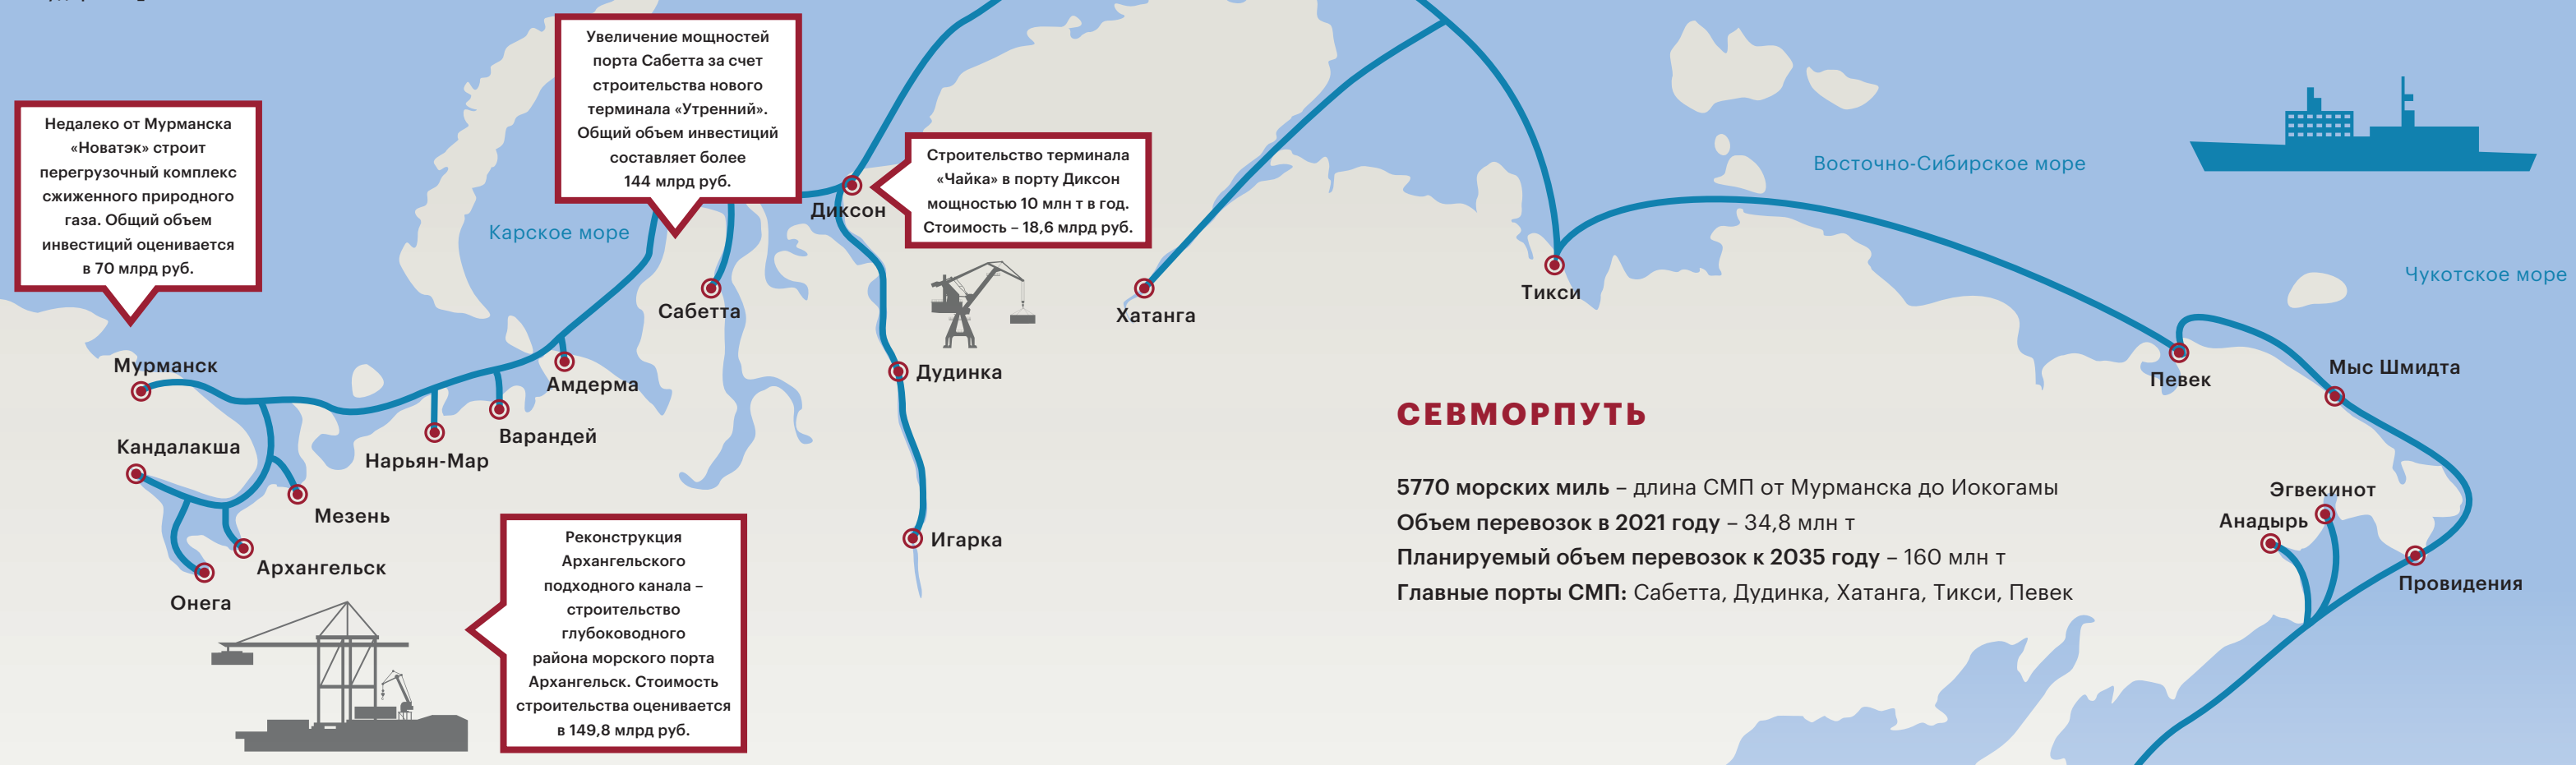 Увеличение мощностей
порта Сабетта за счет
строительства нового
терминала «Утренний».
Общий объем инвестиций
составляет более
144 млрд руб.
Недалеко от Мурманска
«Новатэк» строит
перегрузочный комплекс
сжиженного природного
газа. Общий объем
инвестиций оценивается
в 70 млрд руб.
Строительство терминала
«Чайка» в порту Диксон
мощностью 10 млн т в год.
Стоимость – 18,6 млрд руб.
Восточно-Сибирское море
Диксон
Карское море
Чукотское море
Тикси
Сабетта
Хатанга
Мурманск
Амдерма
Дудинка
Певек
Мыс Шмидта
Кандалакша
Варандей
Нарьян-Мар
Мезень
Архангельск
Онега
Игарка
Эгвекинот
Анадырь
Провидения
СЕВМОРПУТЬ
5770 морских миль – длина СМП от Мурманска до Иокогамы
Объем перевозок в 2021 году – 34,8 млн т
Планируемый объем перевозок к 2035 году – 160 млн т
Главные порты СМП: Сабетта, Дудинка, Хатанга, Тикси, Певек
Реконструкция
Архангельского
подходного канала –
строительство
глубоководного
района морского порта
Архангельск. Стоимость
строительства оценивается
в 149,8 млрд руб.